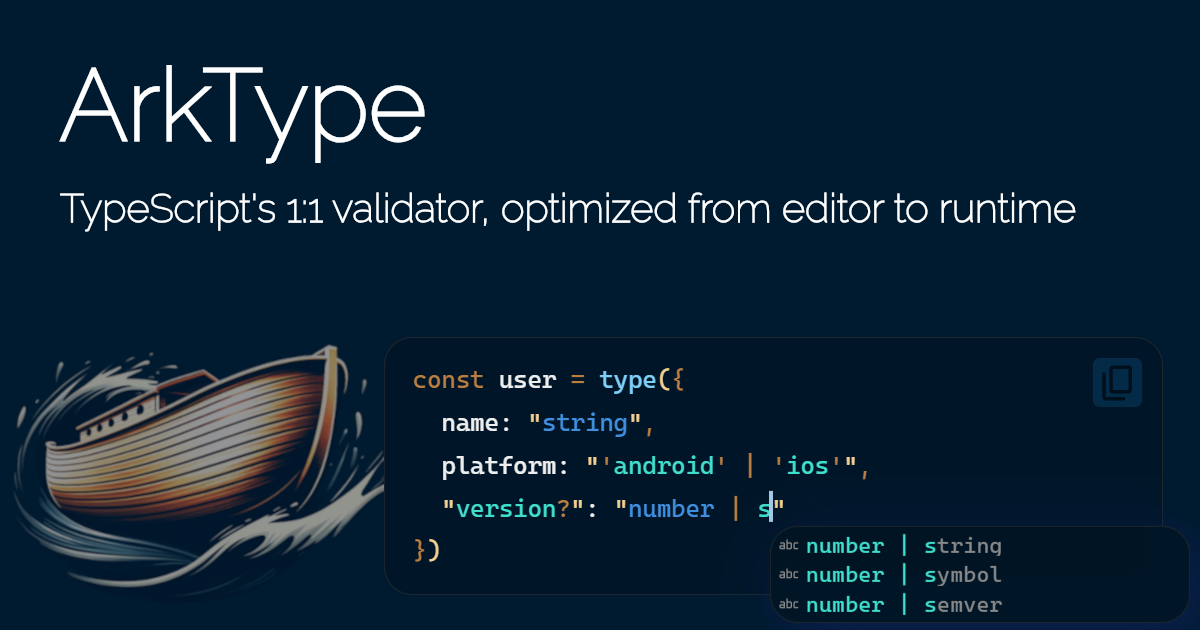 ArkType
TypeScript's 1:1 validator, optimized from editor to runtime
const user = type({
  name: "string",
  platform: "'android' | 'ios'",
  "version?": "number | s"
})
abc number | string
abc number | symbol
abc number | semver